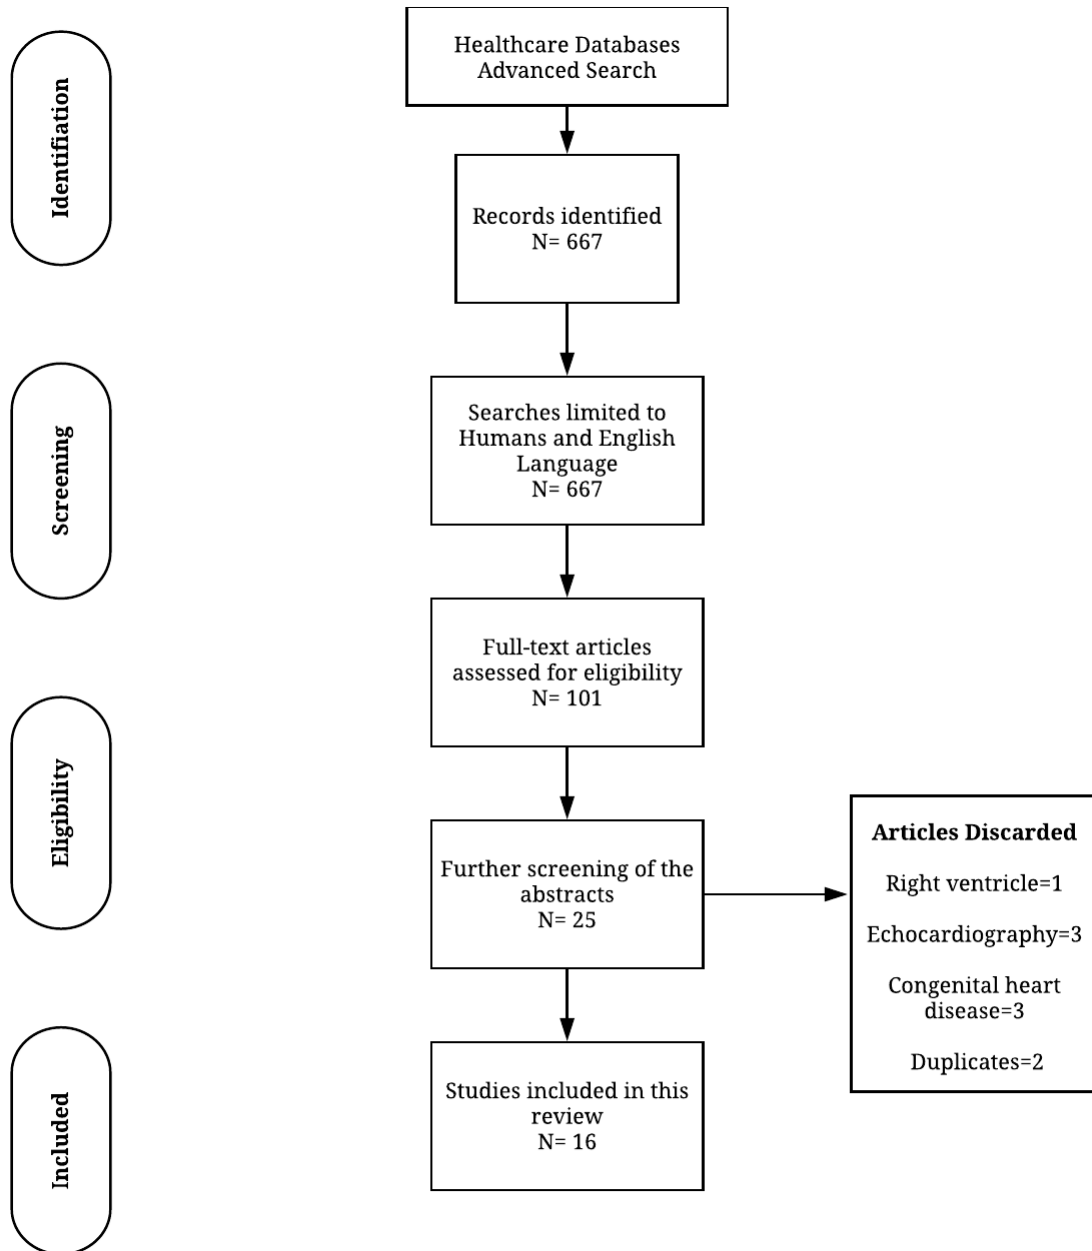 Identifiation
Healthcare Databases
Advanced Search
Records identified
N= 667
Screening
Searches limited to
Humans and English
Language
N= 667
Full-text articles
assessed for eligibility
N= 101
Eligibility
Further screening of the
abstracts
N= 25
Articles Discarded
Right ventricle=1
Echocardiography=3
Congenital heart
disease=3
Duplicates=2
Included
Studies included in this
review
N= 16